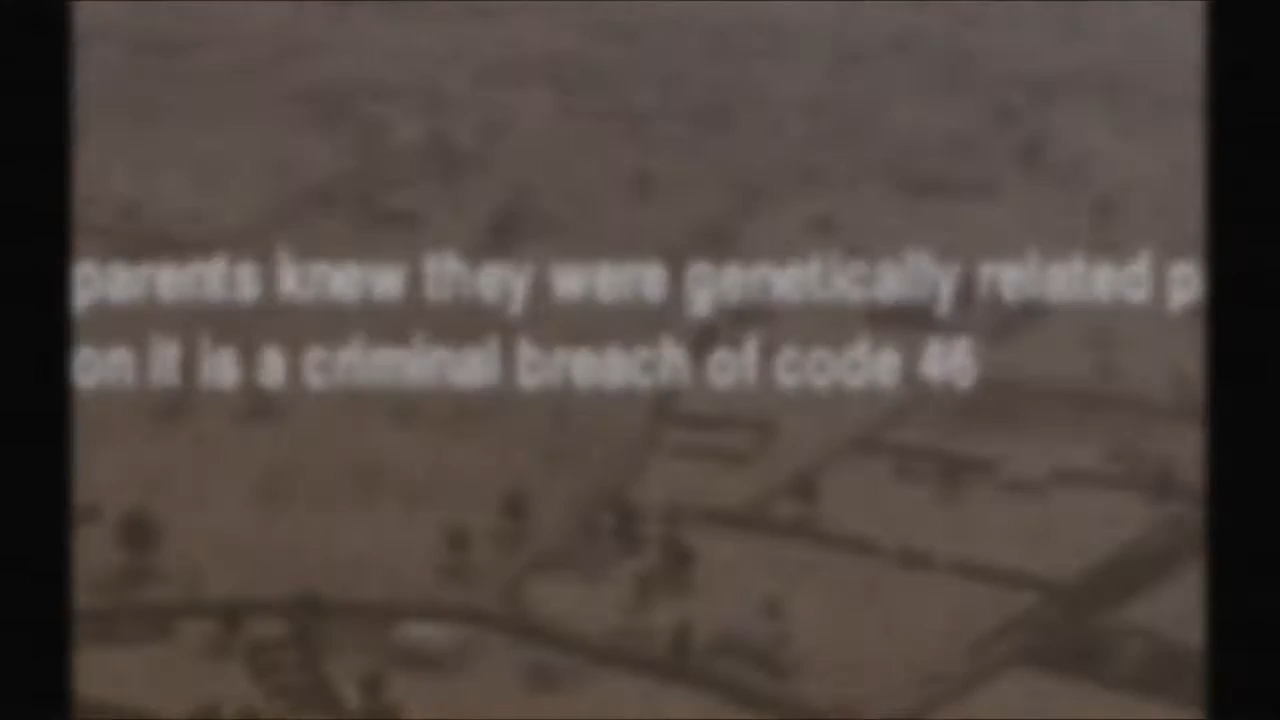 parents knew they were genetically related p
on it is a criminal breach of code 46